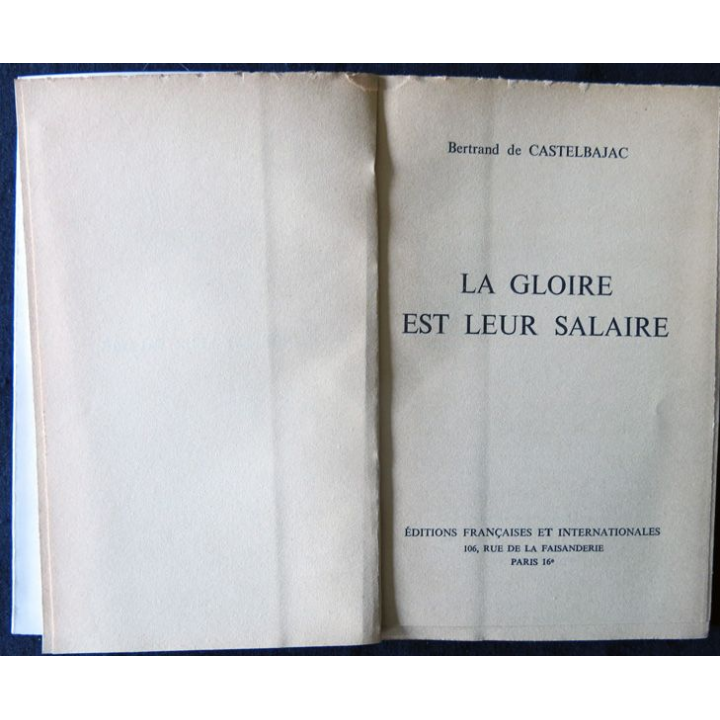 Bertrand de CASTELBAJAC
LA GLOIRE
EST LEUR SALAIRE
ÉDITIONS FRANÇAISES ET INTERNATIONALES
106, RUE DE LA FAISANDERIE
PARIS 16e